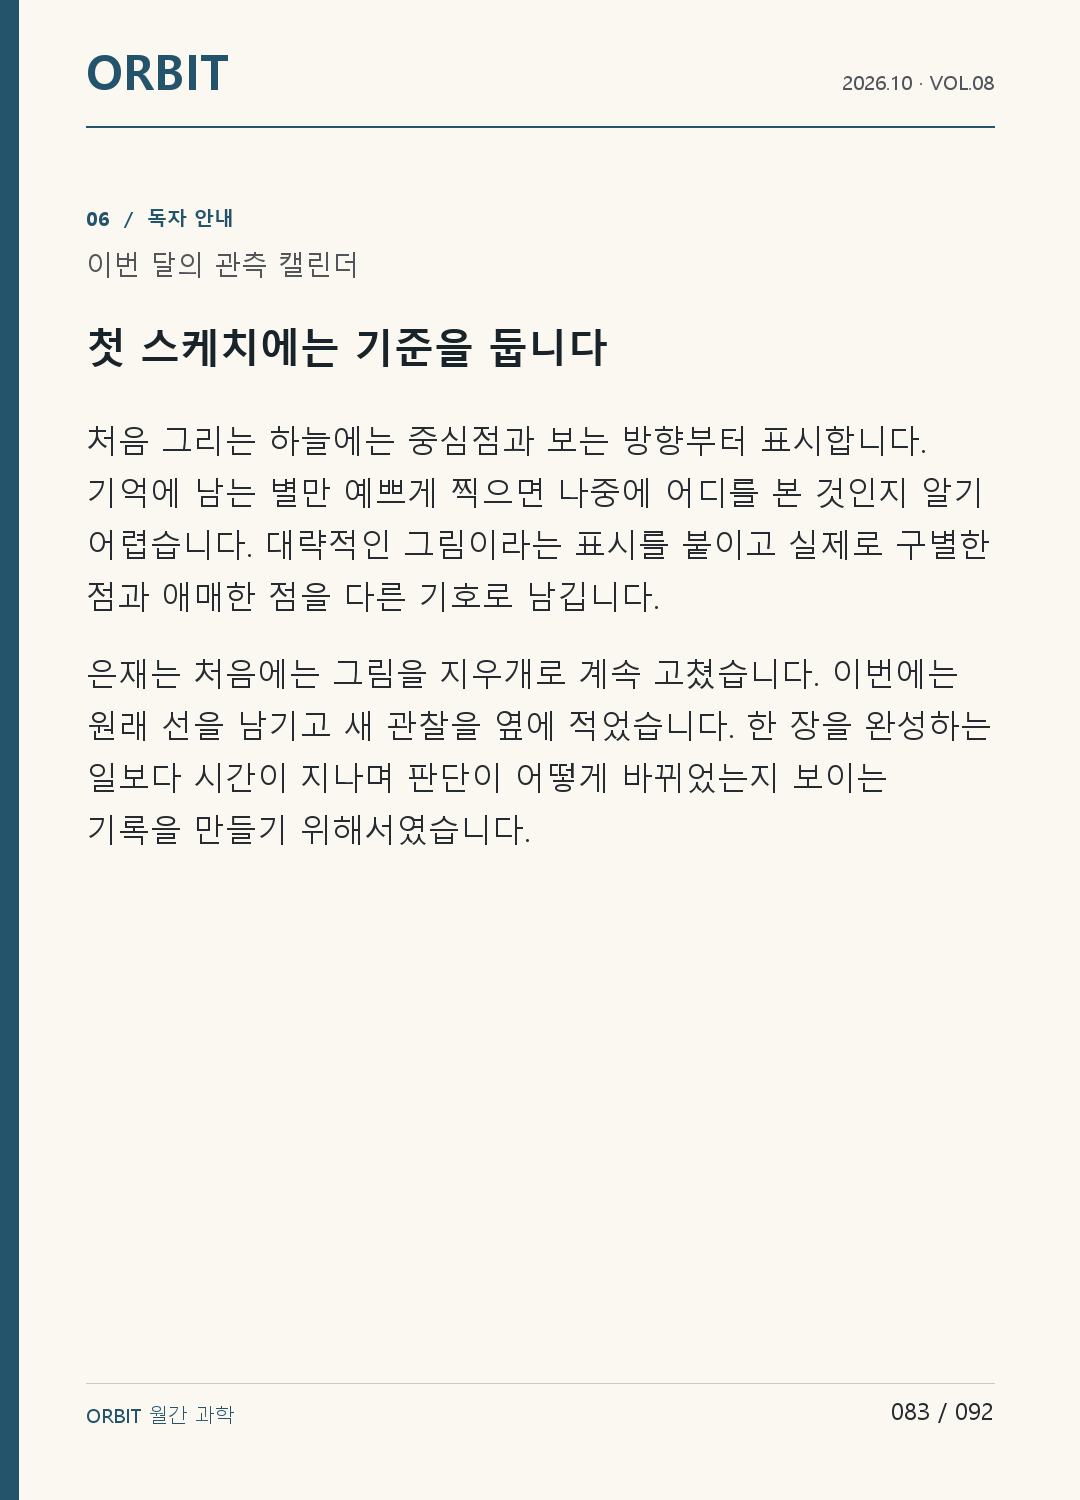 ORBIT
2026.10 · VOL.08
06 / 독자 안내
이번 달의 관측 캘린더
첫 스케치에는 기준을 둡니다
처음 그리는 하늘에는 중심점과 보는 방향부터 표시합니다.
기억에 남는 별만 예쁘게 찍으면 나중에 어디를 본 것인지 알기
어렵습니다. 대략적인 그림이라는 표시를 붙이고 실제로 구별한
점과 애매한 점을 다른 기호로 남깁니다.
은재는 처음에는 그림을 지우개로 계속 고쳤습니다. 이번에는
원래 선을 남기고 새 관찰을 옆에 적었습니다. 한 장을 완성하는
일보다 시간이 지나며 판단이 어떻게 바뀌었는지 보이는
기록을 만들기 위해서였습니다.
ORBIT 월간 과학
083 / 092